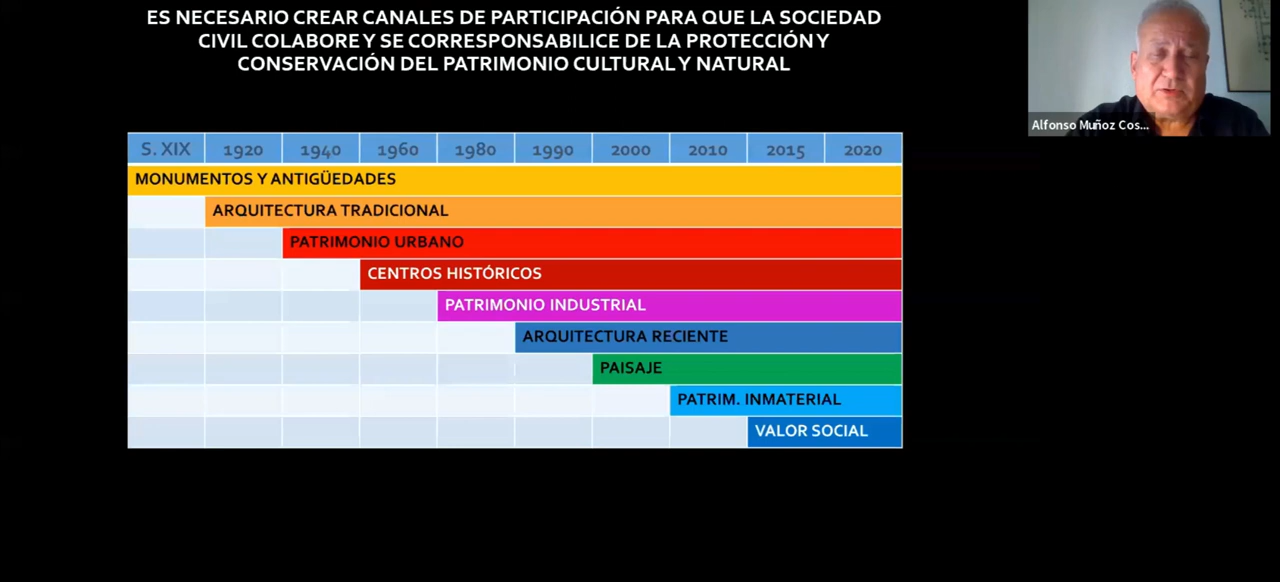 ES NECESARIO CREAR CANALES DE PARTICIPACIÓN PARA QUE LA SOCIEDAD
CIVIL COLABORE Y SE CORRESPONSABILICE DE LA PROTECCIÓN Y
CONSERVACIÓN DEL PATRIMONIO CULTURAL Y NATURAL
Alfonso Muñoz Cos...
S. XIX 1920 1940 1960 1980 1990 2000 2010 2015 2020
MONUMENTOS Y ANTIGÜEDADES
ARQUITECTURA TRADICIONAL
PATRIMONIO URBANO
CENTROS HISTÓRICOS
PATRIMONIO INDUSTRIAL
ARQUITECTURA RECIENTE
PAISAJE
PATRIM. INMATERIAL
VALOR SOCIAL